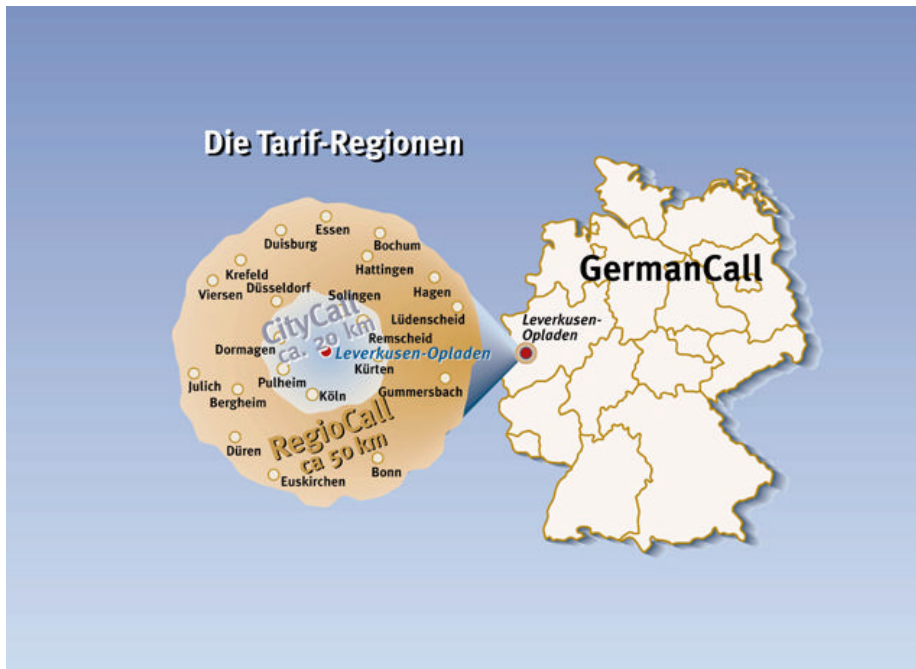 Die Tarif-Regionen
Essen
Duisburg
Bochum
Hattingen
Krefeld
Viersen
Düsseldorf
Hagen
Solingen
Lüdenscheid
CityCall
ca. 20 km
Remscheid
Dormagen
Leverkusen-Opladen
Kürten
Pulheim
Julich
Bergheim
Köln
Gummersbach
RegioCall
ca 50 km
Düren
Bonn
Euskirchen
GermanCall
Leverkusen-
Opladen